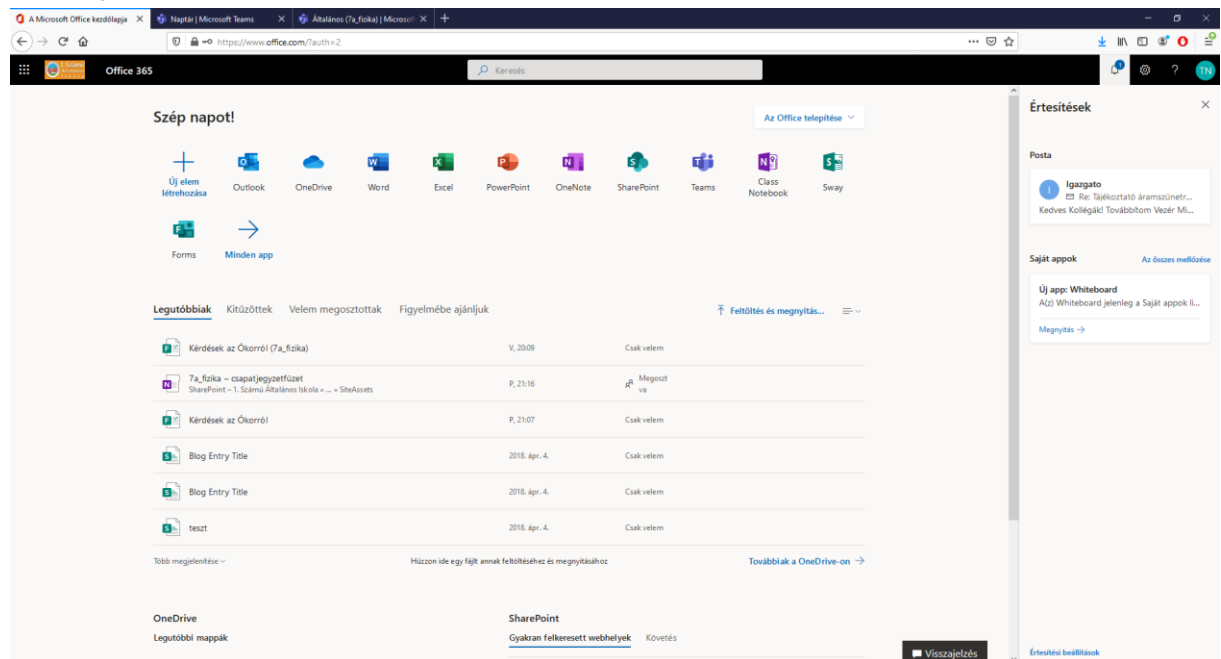 A Microsoft Office kezdőlapja
Naptár | Microsoft Teams
Általános (7a_fizika) | Microsoft
https://www.office.com/?auth=2
Office 365
Keresés
TN
Szép napot!
Az Office telepítése
Új elem létrehozása
Outlook
OneDrive
Word
Excel
PowerPoint
OneNote
SharePoint
Teams
Class Notebook
Sway
Forms
Minden app
Legutóbbiak
Kitűzöttek
Velem megosztottak
Figyelmébe ajánljuk
Feltöltés és megnyitás...
Kérdések az Ókorról (7a_fizika) V, 20:09 Csak velem
7a_fizika – csapatjegyzetfüzet P, 21:16 Megosztva
SharePoint – 1. Számú Általános Iskola » ... » SiteAssets
Kérdések az Ókorról P, 21:07 Csak velem
Blog Entry Title 2018. ápr. 4. Csak velem
Blog Entry Title 2018. ápr. 4. Csak velem
teszt 2018. ápr. 4. Csak velem
Több megjelenítése
Húzzon ide egy fájlt annak feltöltéséhez és megnyitásához
Továbbiak a OneDrive-on
OneDrive
Legutóbbi mappák
SharePoint
Gyakran felkeresett webhelyek Követés
Visszajelzés
Értesítések
Posta
I
Igazgato
Re: Tájékoztató áramszünetr...
Kedves Kollégák! Továbbítom Vezér Mi...
Saját appok
Az összes mellőzése
Új app: Whiteboard
A(z) Whiteboard jelenleg a Saját appok li...
Megnyitás
Értesítési beállítások